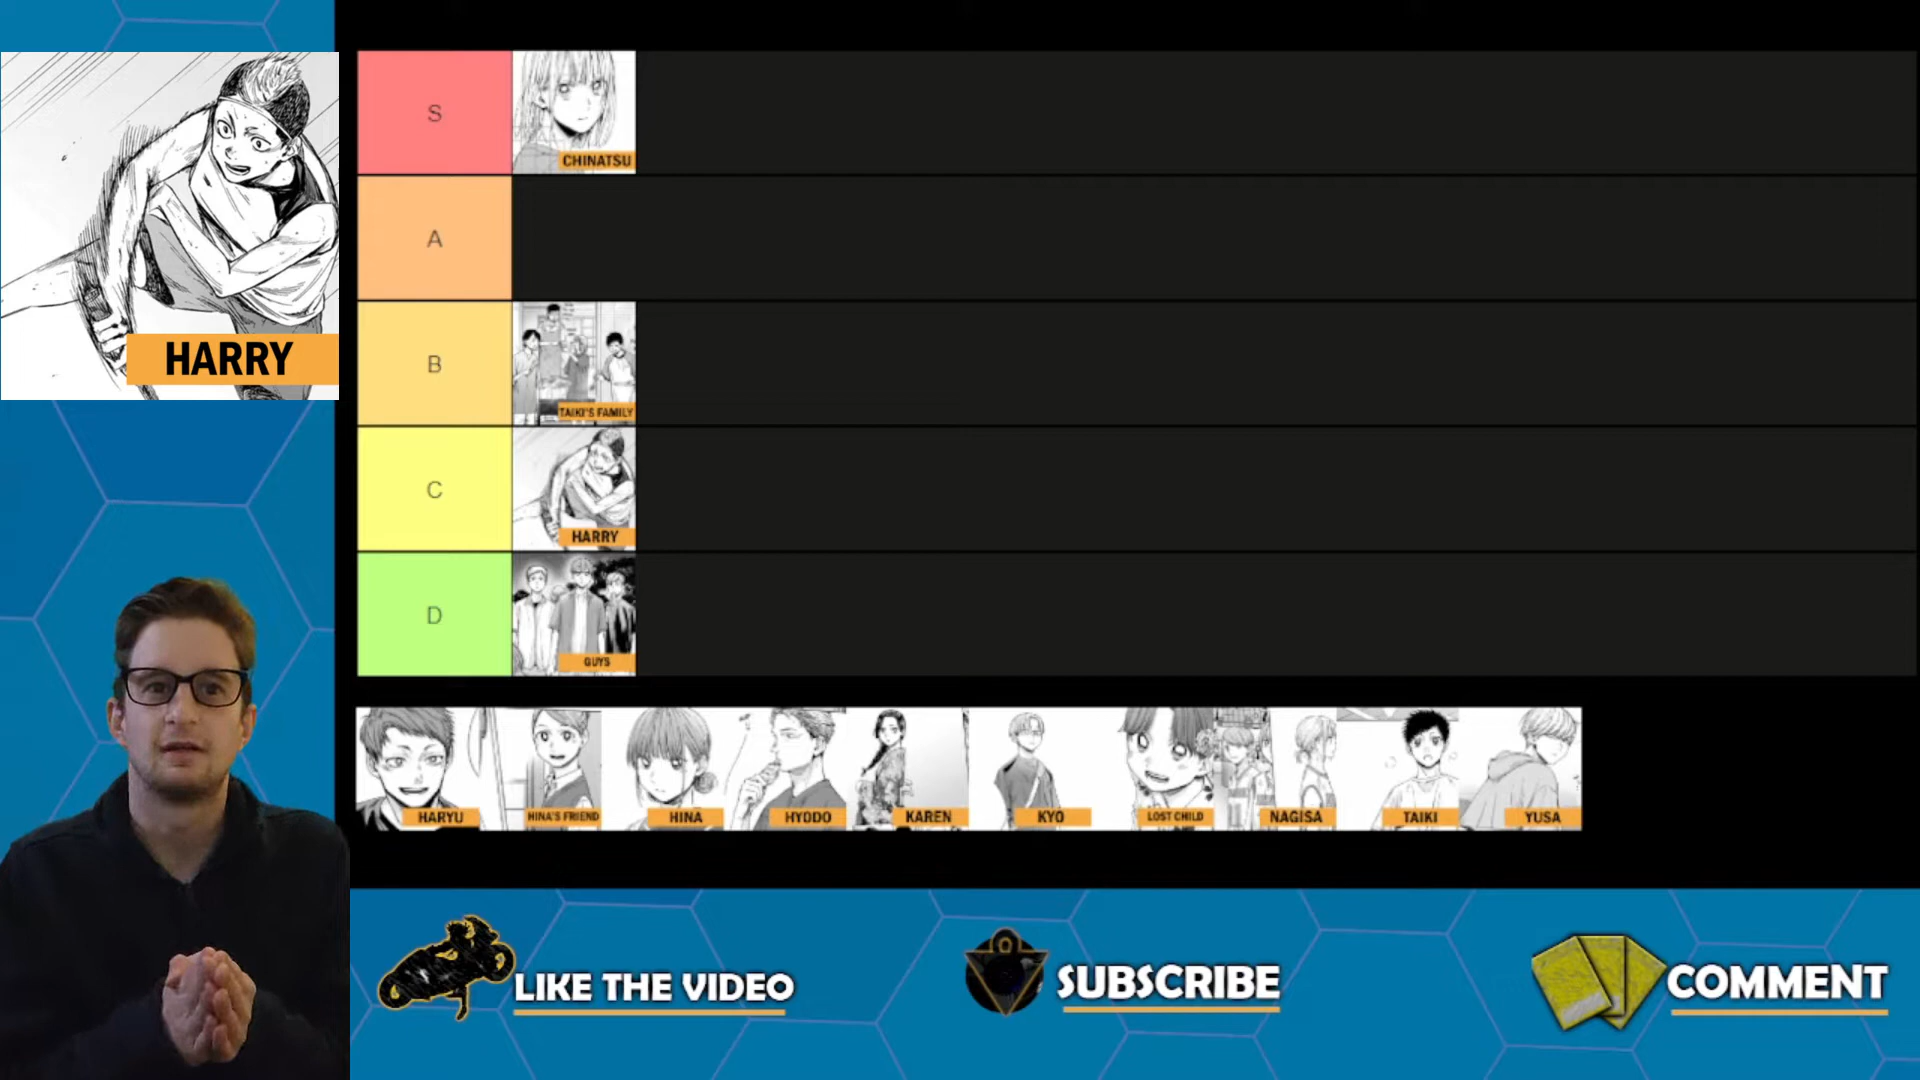 HARRY
S
CHINATSU
A
B
TAIKI'S FAMILY
C
HARRY
D
GUYS
HARYU
HINA'S FRIEND
HINA
HYODO
KAREN
KYO
LOST CHILD
NAGISA
TAIKI
YUSA
LIKE THE VIDEO
SUBSCRIBE
COMMENT